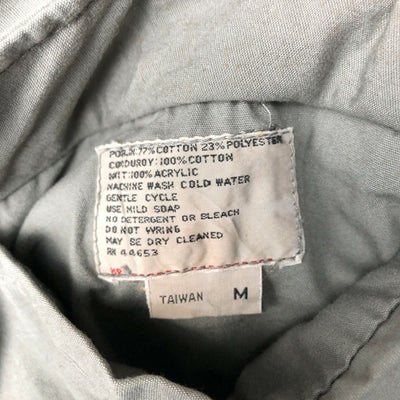 POPLIN: 77% COTTON 23% POLYESTER
CORDUROY: 100% COTTON
KNIT: 100% ACRYLIC
MACHINE WASH COLD WATER
GENTLE CYCLE
USE MILD SOAP
NO DETERGENT OR BLEACH
DO NOT WRING
MAY BE DRY CLEANED
RN 44653
TAIWAN M